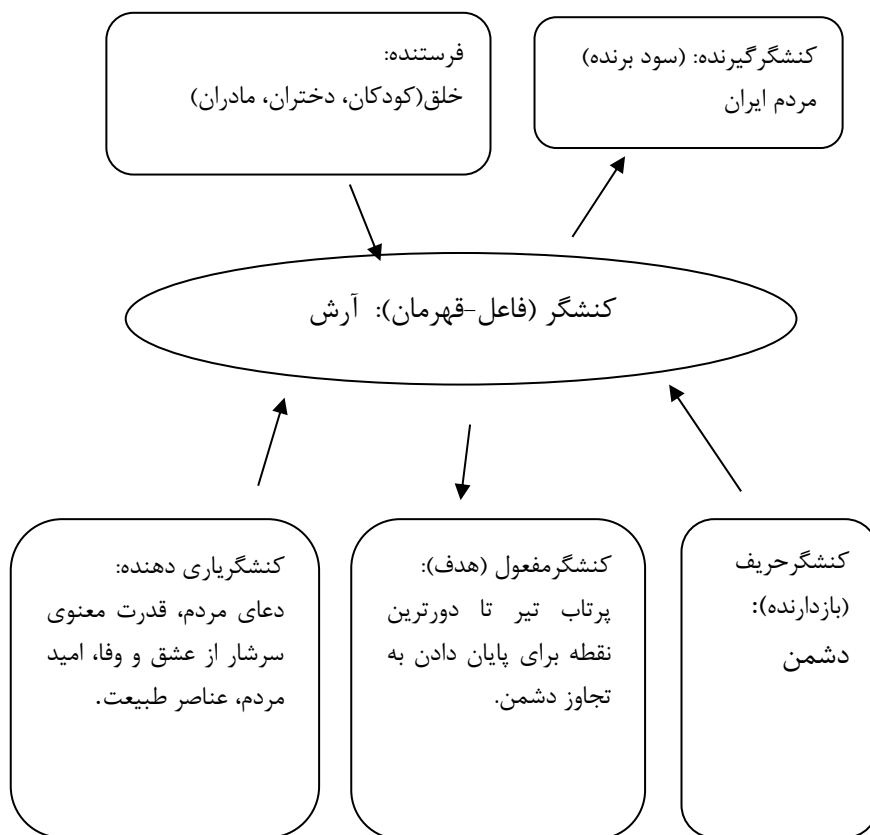 کنشگرگیرنده: (سود برنده)
مردم ایران
فرستنده:
خلق(کودکان، دختران، مادران)
کنشگر (فاعل-قهرمان): آرش
کنشگرحریف
(بازدارنده):
دشمن
کنشگرمفعول (هدف):
پرتاب تیر تا دورترین
نقطه برای پایان دادن به
تجاوز دشمن.
کنشگریاری دهنده:
دعای مردم، قدرت معنوی
سرشار از عشق و وفا، امید
مردم، عناصر طبیعت.